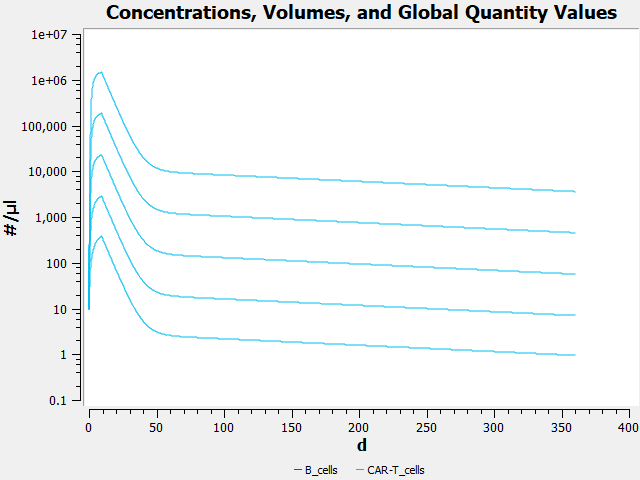 Concentrations, Volumes, and Global Quantity Values
1e+07
1e+06
100,000
10,000
1,000
100
10
1
0.1
#/µl
0 50 100 150 200 250 300 350 400
d
B_cells CAR-T_cells